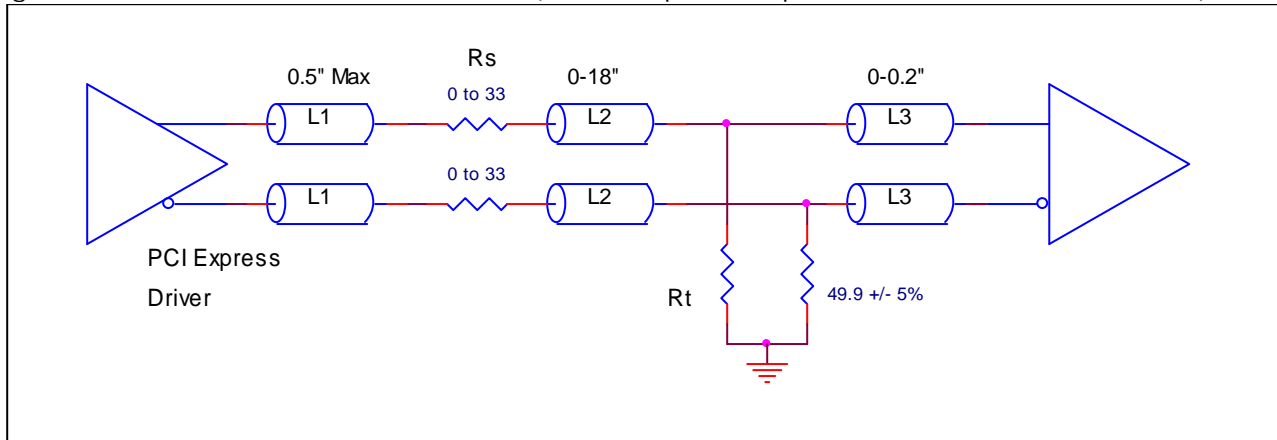 Rs
0.5" Max
0-18"
0-0.2"
0 to 33
L1
L2
L3
0 to 33
L1
L2
L3
PCI Express
Driver
Rt
49.9 +/- 5%